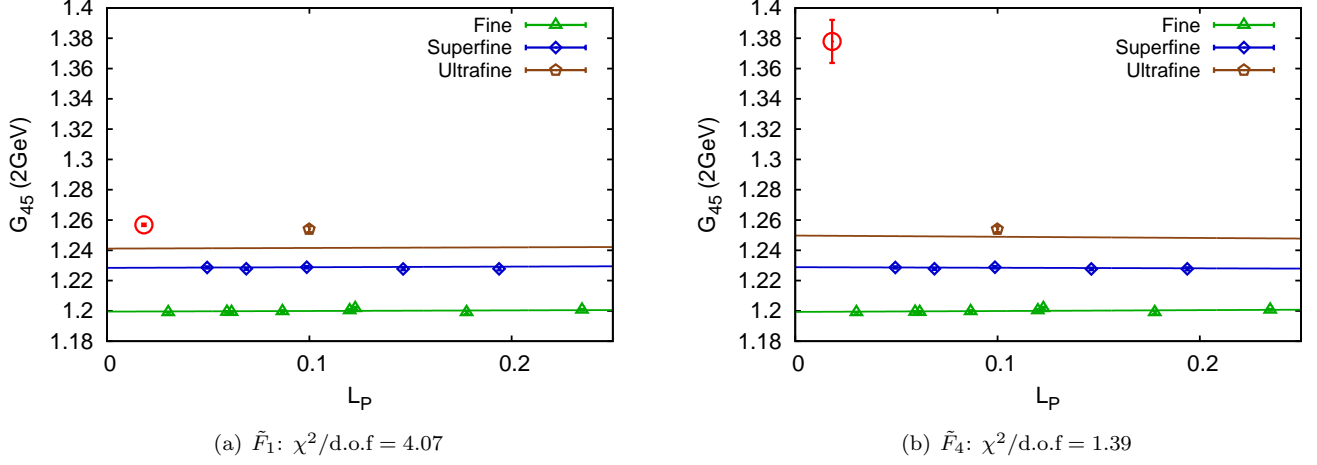 1.4
1.38
1.36
1.34
1.32
1.3
1.28
1.26
1.24
1.22
1.2
1.18
G45 (2GeV)
0
0.1
0.2
LP
Fine
Superfine
Ultrafine
(a) F̃1: χ²/d.o.f = 4.07
1.4
1.38
1.36
1.34
1.32
1.3
1.28
1.26
1.24
1.22
1.2
1.18
G45 (2GeV)
0
0.1
0.2
LP
Fine
Superfine
Ultrafine
(b) F̃4: χ²/d.o.f = 1.39